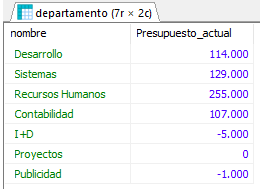 departamento (7r × 2c)
nombre Presupuesto_actual
Desarrollo 114.000
Sistemas 129.000
Recursos Humanos 255.000
Contabilidad 107.000
I+D -5.000
Proyectos 0
Publicidad -1.000